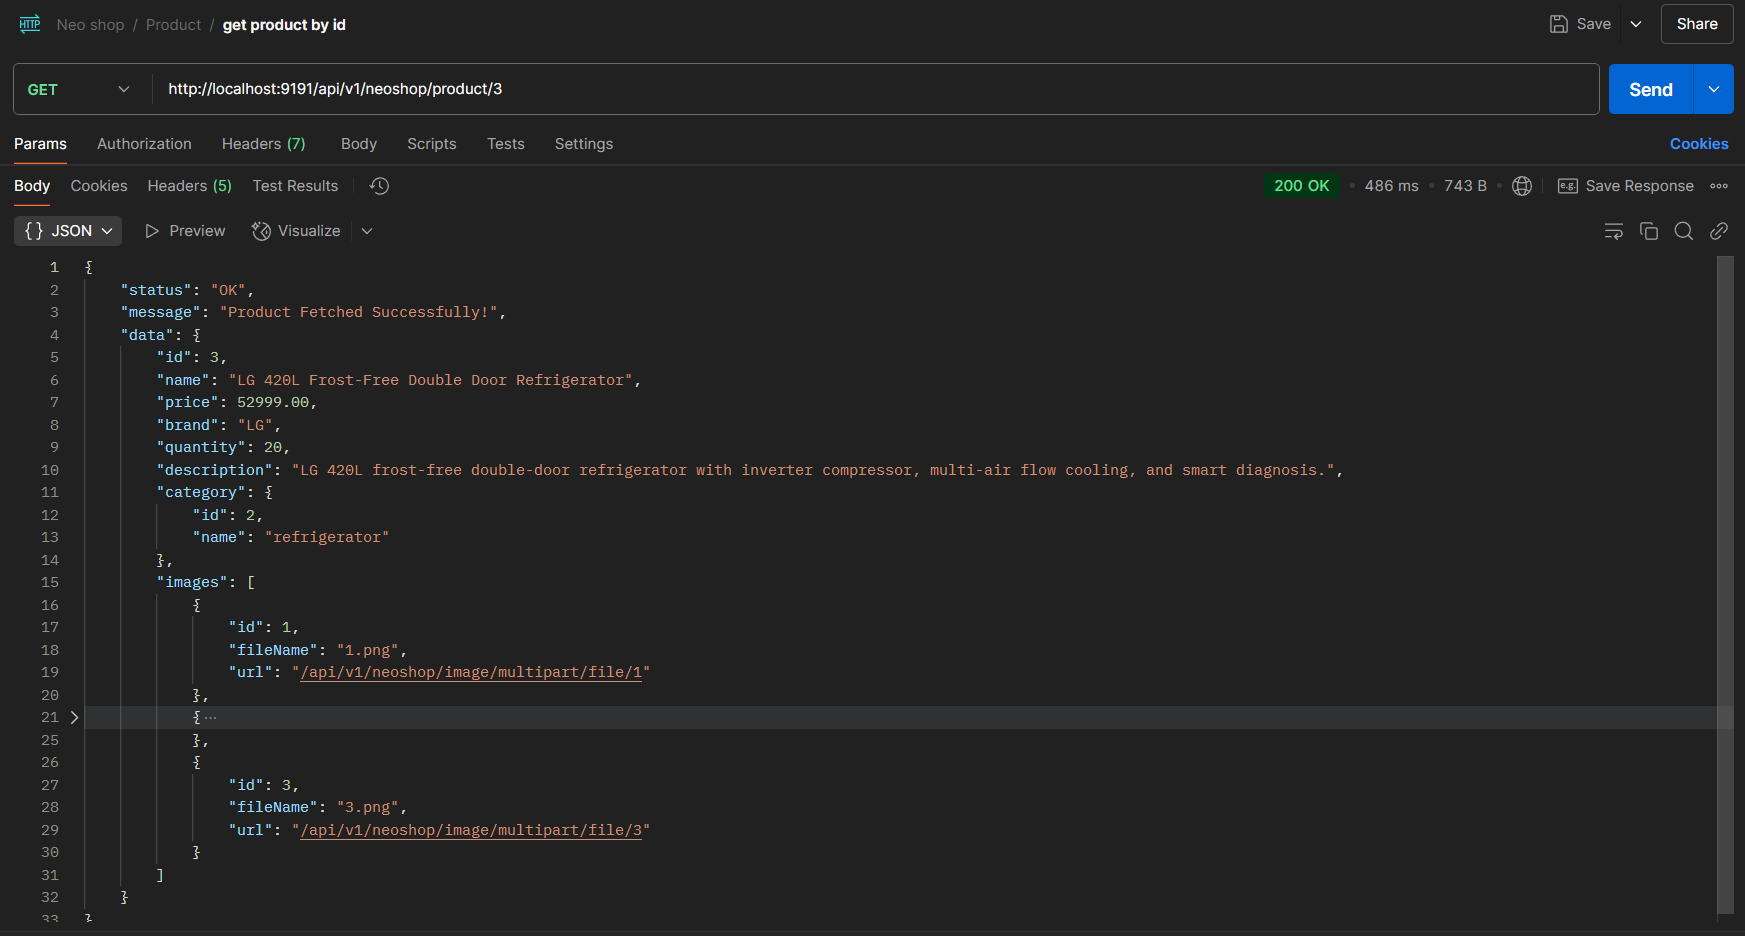 HTTP Neo shop / Product / get product by id Save Share
GET http://localhost:9191/api/v1/neoshop/product/3 Send
Params Authorization Headers (7) Body Scripts Tests Settings Cookies
Body Cookies Headers (5) Test Results 200 OK • 486 ms • 743 B • e.g. Save Response
{} JSON Preview Visualize
1 {
2 "status": "OK",
3 "message": "Product Fetched Successfully!",
4 "data": {
5 "id": 3,
6 "name": "LG 420L Frost-Free Double Door Refrigerator",
7 "price": 52999.00,
8 "brand": "LG",
9 "quantity": 20,
10 "description": "LG 420L frost-free double-door refrigerator with inverter compressor, multi-air flow cooling, and smart diagnosis.",
11 "category": {
12 "id": 2,
13 "name": "refrigerator"
14 },
15 "images": [
16 {
17 "id": 1,
18 "fileName": "1.png",
19 "url": "/api/v1/neoshop/image/multipart/file/1"
20 },
21 { ···
25 },
26 {
27 "id": 3,
28 "fileName": "3.png",
29 "url": "/api/v1/neoshop/image/multipart/file/3"
30 }
31 ]
32 }
33 }